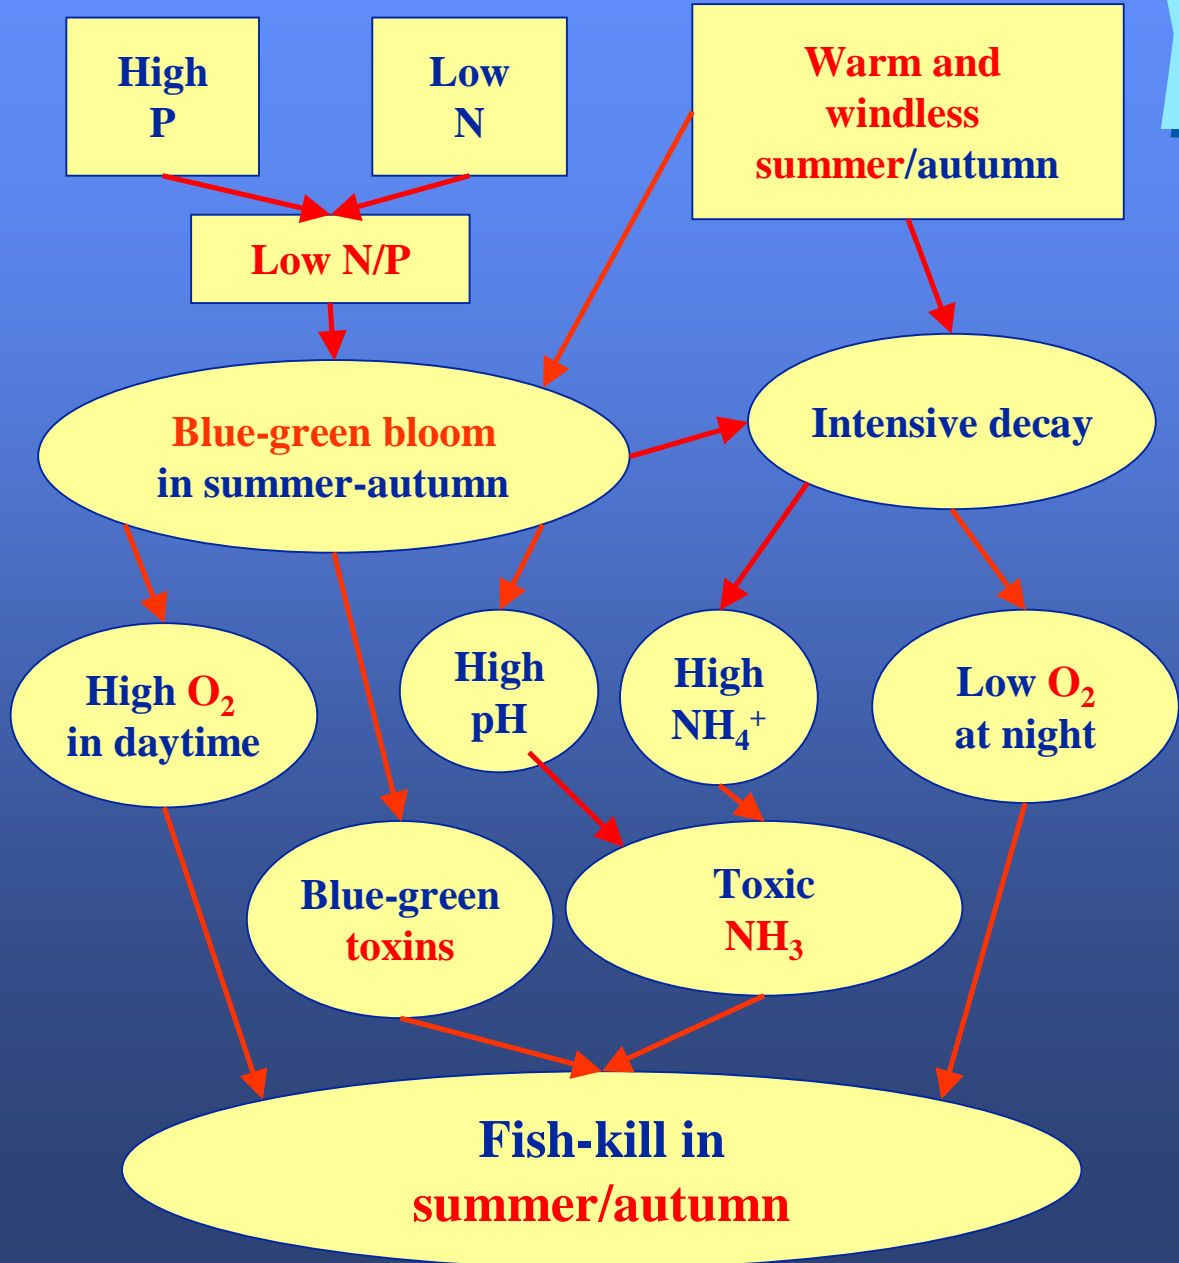 High
P
Low
N
Warm and
windless
summer/autumn
Low N/P
Blue-green bloom
in summer-autumn
Intensive decay
High O₂
in daytime
High
pH
High
NH₄⁺
Low O₂
at night
Blue-green
toxins
Toxic
NH₃
Fish-kill in
summer/autumn